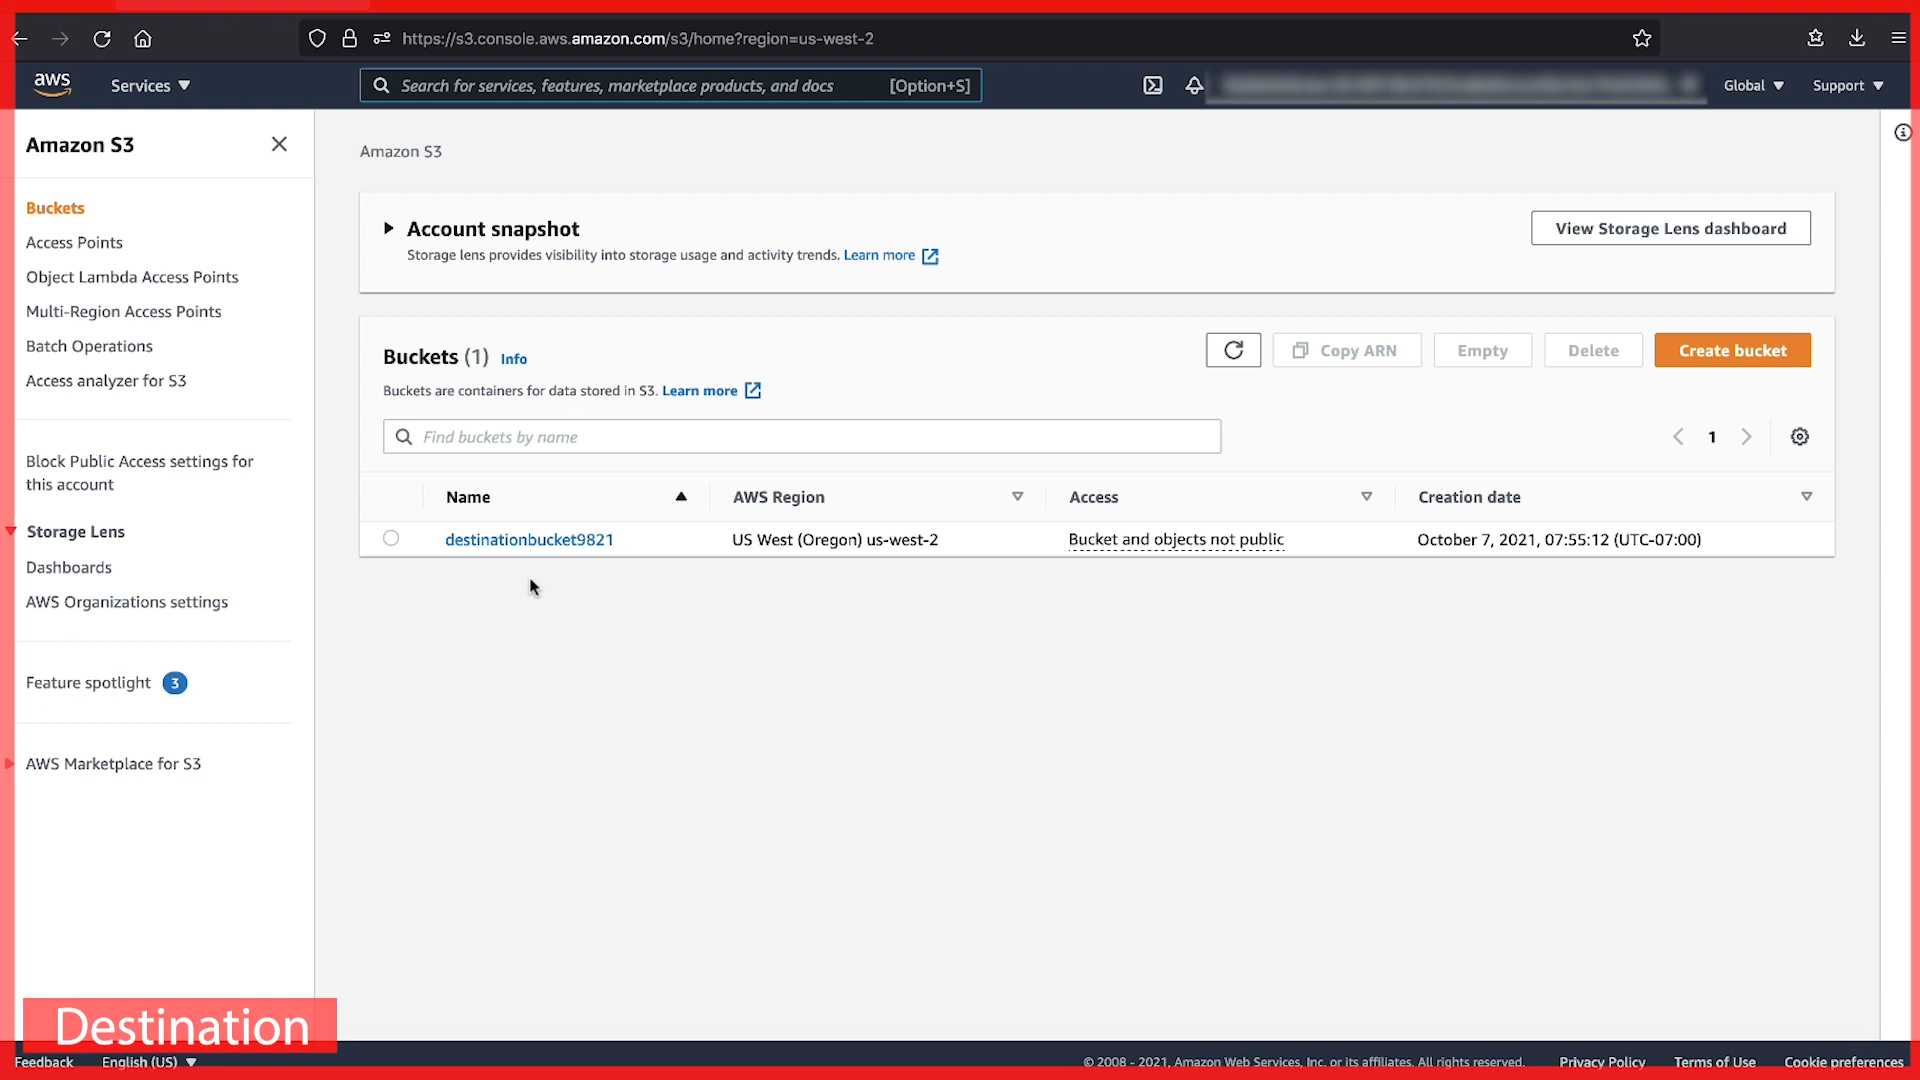 https://s3.console.aws.amazon.com/s3/home?region=us-west-2
aws
Services
Search for services, features, marketplace products, and docs
[Option+S]
Global
Support
Amazon S3
Buckets
Access Points
Object Lambda Access Points
Multi-Region Access Points
Batch Operations
Access analyzer for S3
Block Public Access settings for
this account
Storage Lens
Dashboards
AWS Organizations settings
Feature spotlight 3
AWS Marketplace for S3
Amazon S3
Account snapshot
Storage lens provides visibility into storage usage and activity trends. Learn more
View Storage Lens dashboard
Buckets (1) Info
Copy ARN
Empty
Delete
Create bucket
Buckets are containers for data stored in S3. Learn more
Find buckets by name
1
Name
AWS Region
Access
Creation date
destinationbucket9821
US West (Oregon) us-west-2
Bucket and objects not public
October 7, 2021, 07:55:12 (UTC-07:00)
Destination
Feedback
English (US)
© 2008 - 2021, Amazon Web Services, Inc. or its affiliates. All rights reserved.
Privacy Policy
Terms of Use
Cookie preferences